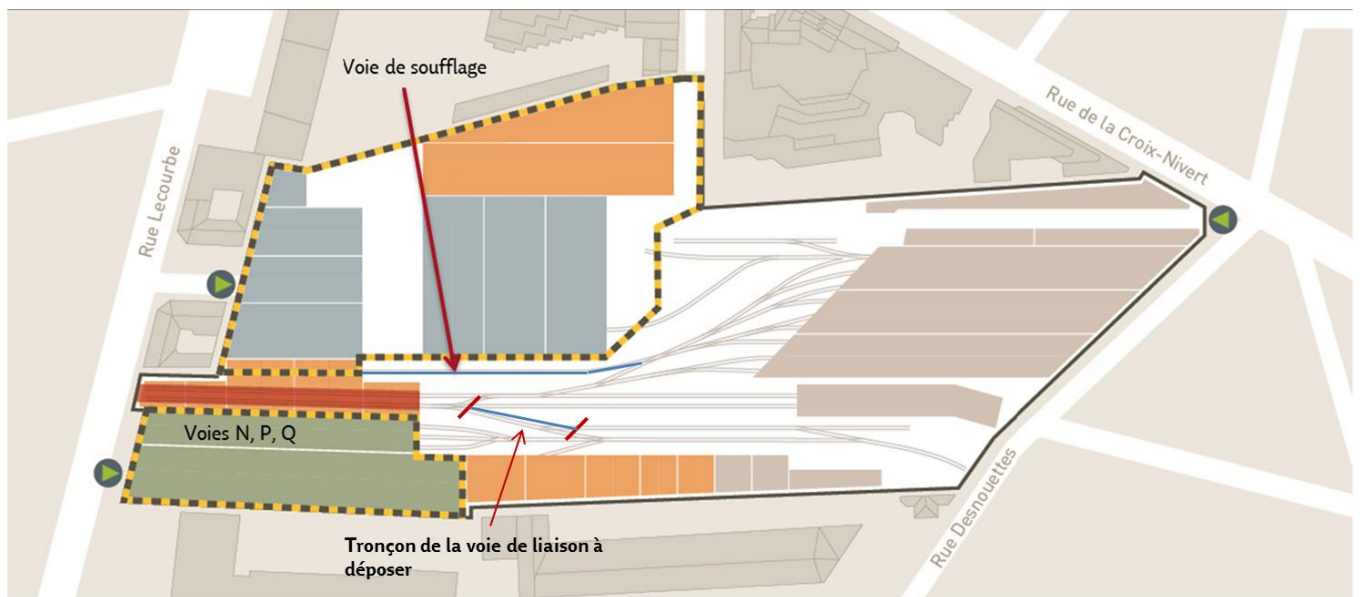 Voie de soufflage
Rue de la Croix-Nivert
Rue Lecourbe
Voies N, P, Q
Rue Desnouettes
Tronçon de la voie de liaison à
déposer